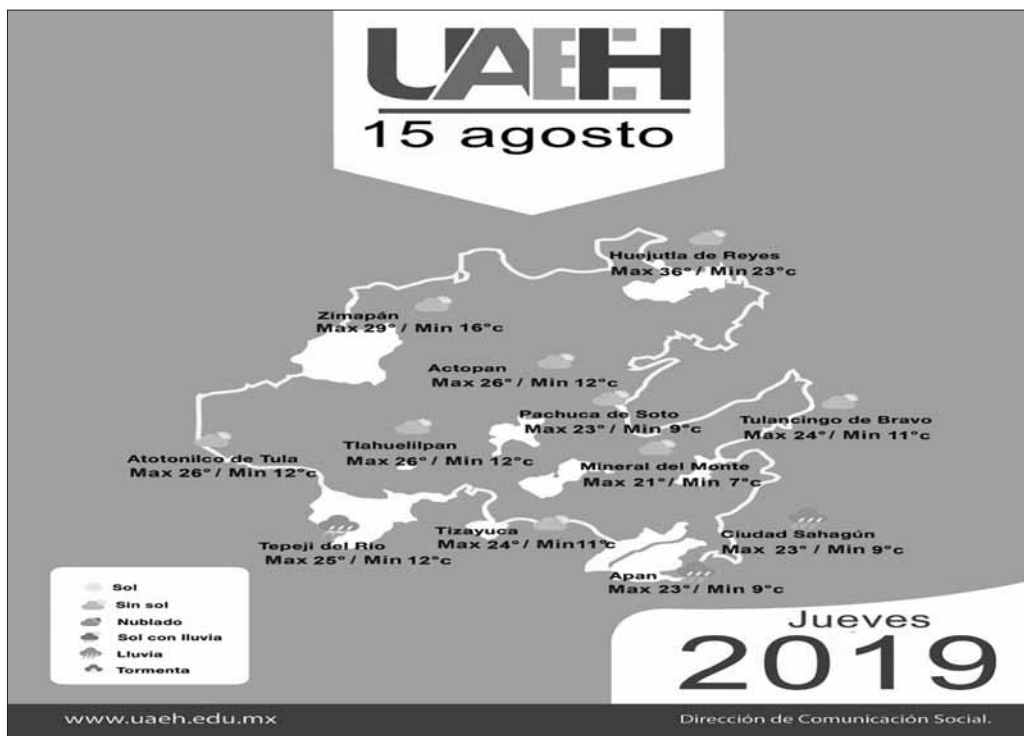 UAEH
15 agosto
Huejutla de Reyes
Max 36° / Min 23°c
Zimapán
Max 29° / Min 16°c
Actopan
Max 26° / Min 12°c
Pachuca de Soto
Max 23° / Min 9°c
Tulancingo de Bravo
Max 24° / Min 11°c
Tlahuelilpan
Max 26° / Min 12°c
Atotonilco de Tula
Max 26° / Min 12°c
Mineral del Monte
Max 21° / Min 7°c
Tepeji del Río
Max 25° / Min 12°c
Tizayuca
Max 24° / Min11°c
Ciudad Sahagún
Max 23° / Min 9°c
Apan
Max 23° / Min 9°c
Sol
Sin sol
Nublado
Sol con lluvia
Lluvia
Tormenta
Jueves
2019
www.uaeh.edu.mx
Dirección de Comunicación Social.